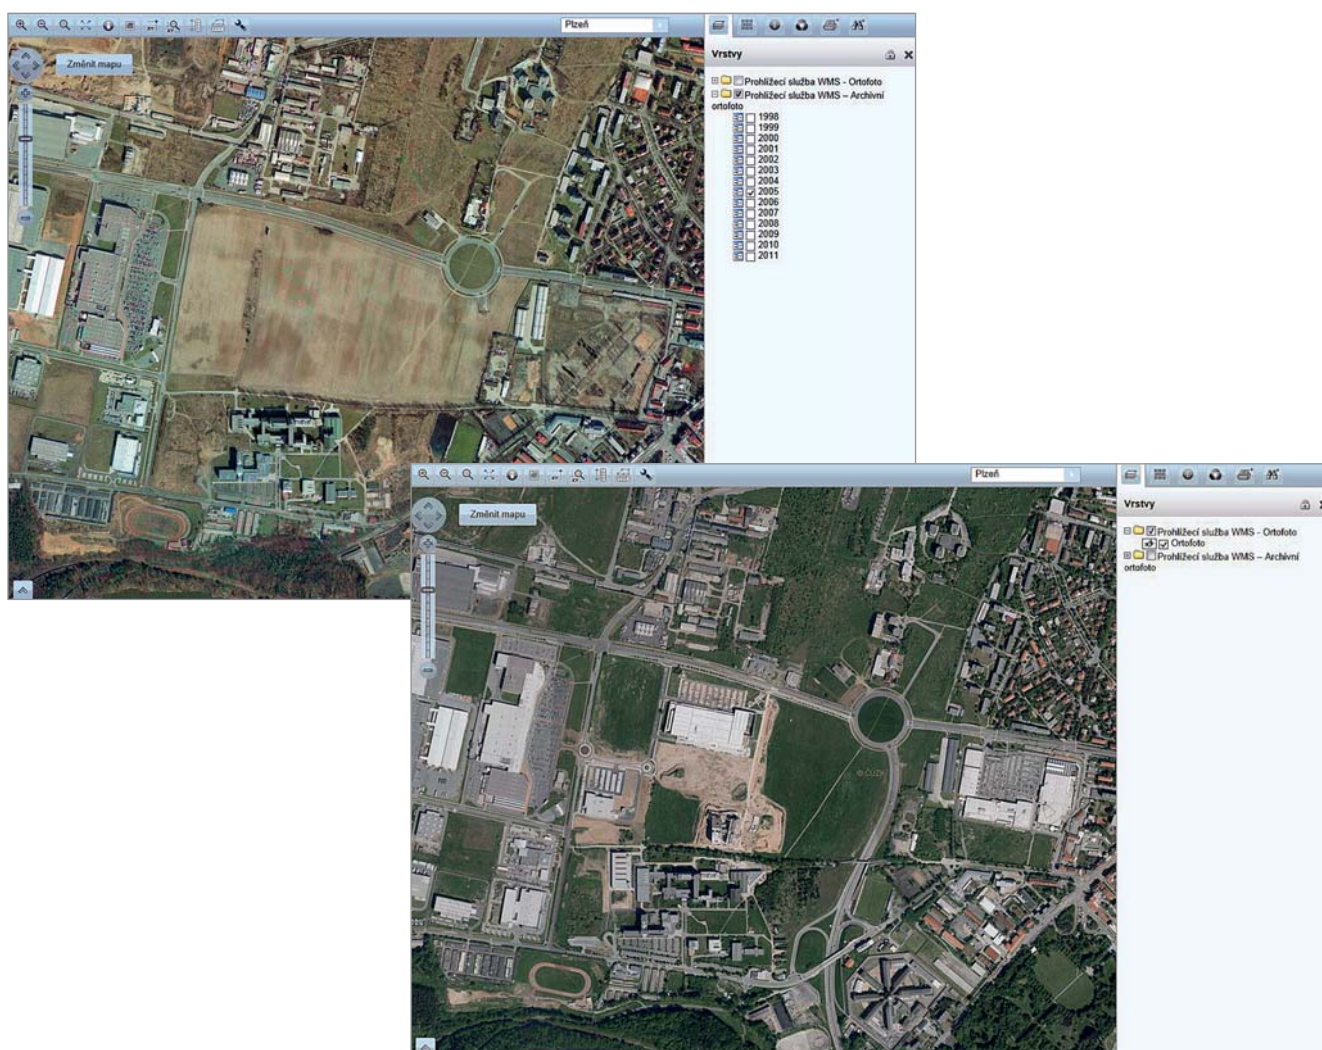 Plzeň
Změnit mapu
Vrstvy
Prohlížecí služba WMS - Ortofoto
Prohlížecí služba WMS – Archivní
ortofoto
1998
1999
2000
2001
2002
2003
2004
2005
2006
2007
2008
2009
2010
2011
Plzeň
Změnit mapu
Vrstvy
Prohlížecí služba WMS - Ortofoto
Ortofoto
Prohlížecí služba WMS – Archivní
ortofoto
© ČÚZK